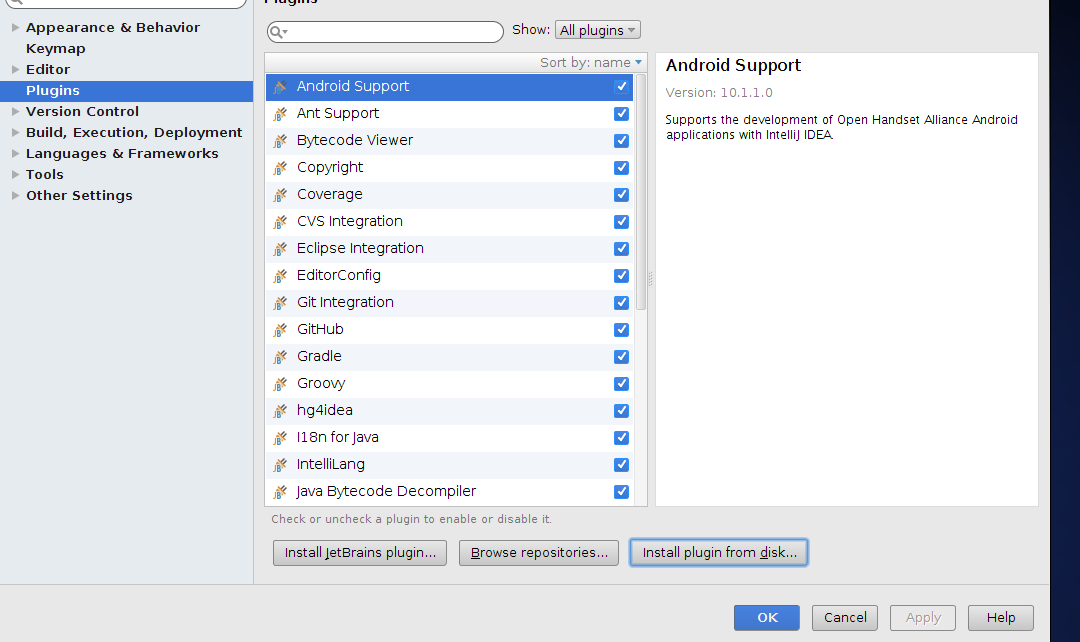 Plugins
Appearance & Behavior
Keymap
Editor
Plugins
Version Control
Build, Execution, Deployment
Languages & Frameworks
Tools
Other Settings
Show: All plugins
Sort by: name
Android Support
Ant Support
Bytecode Viewer
Copyright
Coverage
CVS Integration
Eclipse Integration
EditorConfig
Git Integration
GitHub
Gradle
Groovy
hg4idea
I18n for Java
IntelliLang
Java Bytecode Decompiler
Check or uncheck a plugin to enable or disable it.
Install JetBrains plugin... Browse repositories... Install plugin from disk...
Android Support
Version: 10.1.1.0
Supports the development of Open Handset Alliance Android
applications with IntelliJ IDEA.
OK Cancel Apply Help